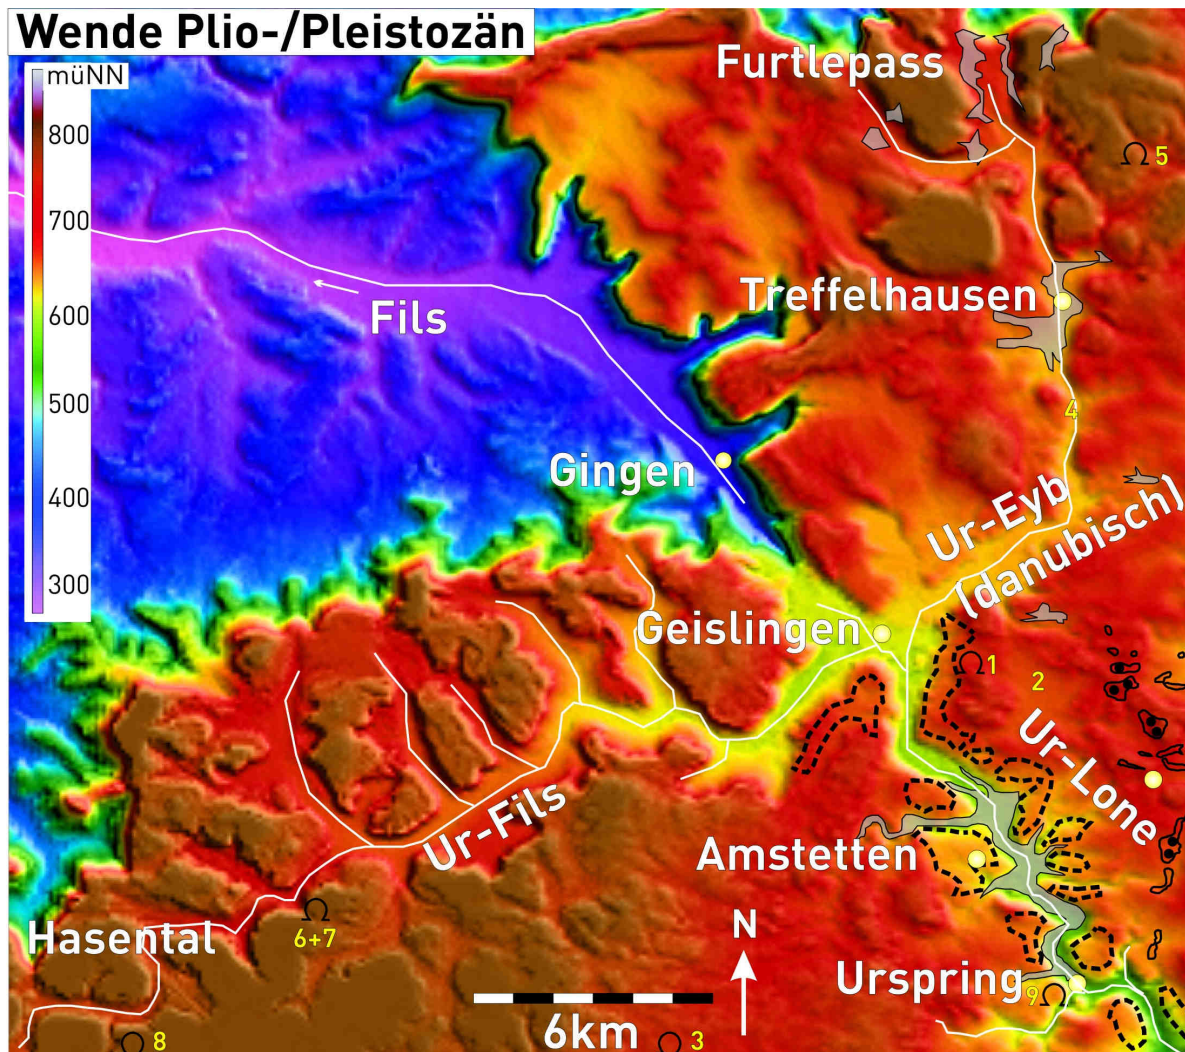 Wende Plio-/Pleistozän
müNN
800
700
600
500
400
300
Furtlepass
5
Treffelhausen
Fils
4
Gingen
Ur-Eyb
(danubisch)
Geislingen
1
2
Ur-Lone
Ur-Fils
Amstetten
Hasental
6+7
N
Urspring
9
6km
8
3